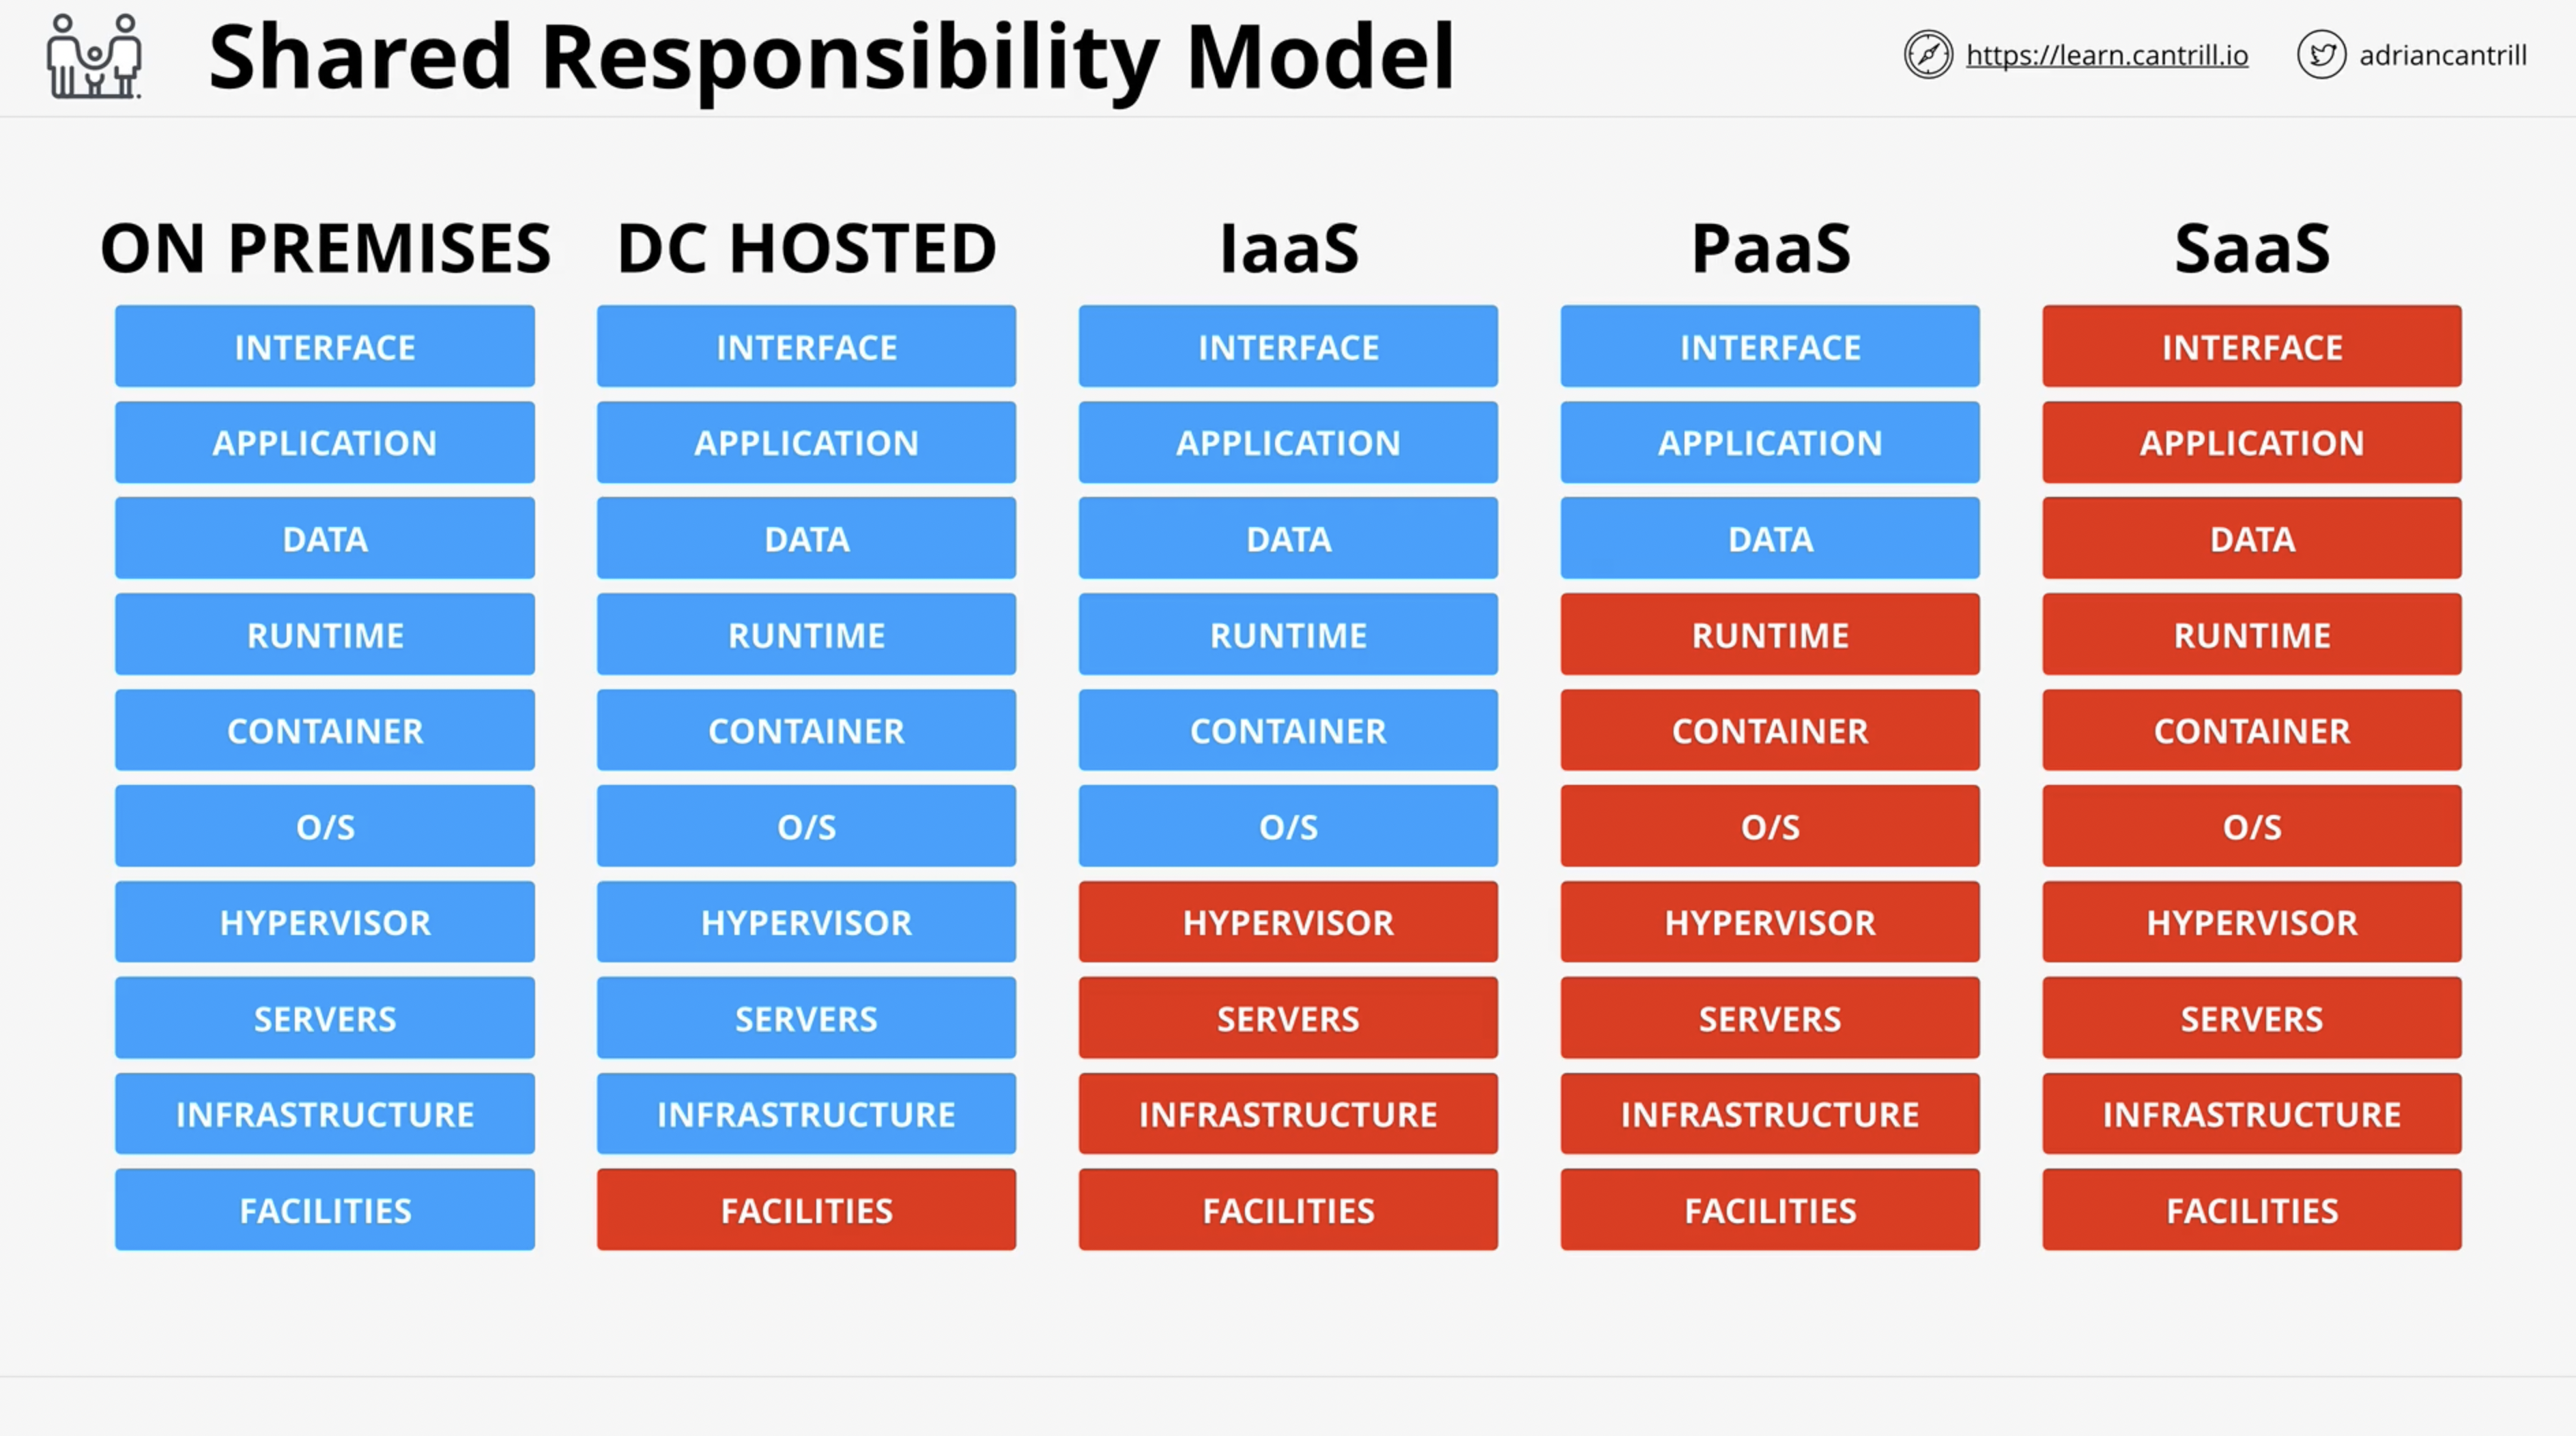 Shared Responsibility Model
https://learn.cantrill.io
adriancantrill
ON PREMISES
INTERFACE
APPLICATION
DATA
RUNTIME
CONTAINER
O/S
HYPERVISOR
SERVERS
INFRASTRUCTURE
FACILITIES
DC HOSTED
INTERFACE
APPLICATION
DATA
RUNTIME
CONTAINER
O/S
HYPERVISOR
SERVERS
INFRASTRUCTURE
FACILITIES
IaaS
INTERFACE
APPLICATION
DATA
RUNTIME
CONTAINER
O/S
HYPERVISOR
SERVERS
INFRASTRUCTURE
FACILITIES
PaaS
INTERFACE
APPLICATION
DATA
RUNTIME
CONTAINER
O/S
HYPERVISOR
SERVERS
INFRASTRUCTURE
FACILITIES
SaaS
INTERFACE
APPLICATION
DATA
RUNTIME
CONTAINER
O/S
HYPERVISOR
SERVERS
INFRASTRUCTURE
FACILITIES